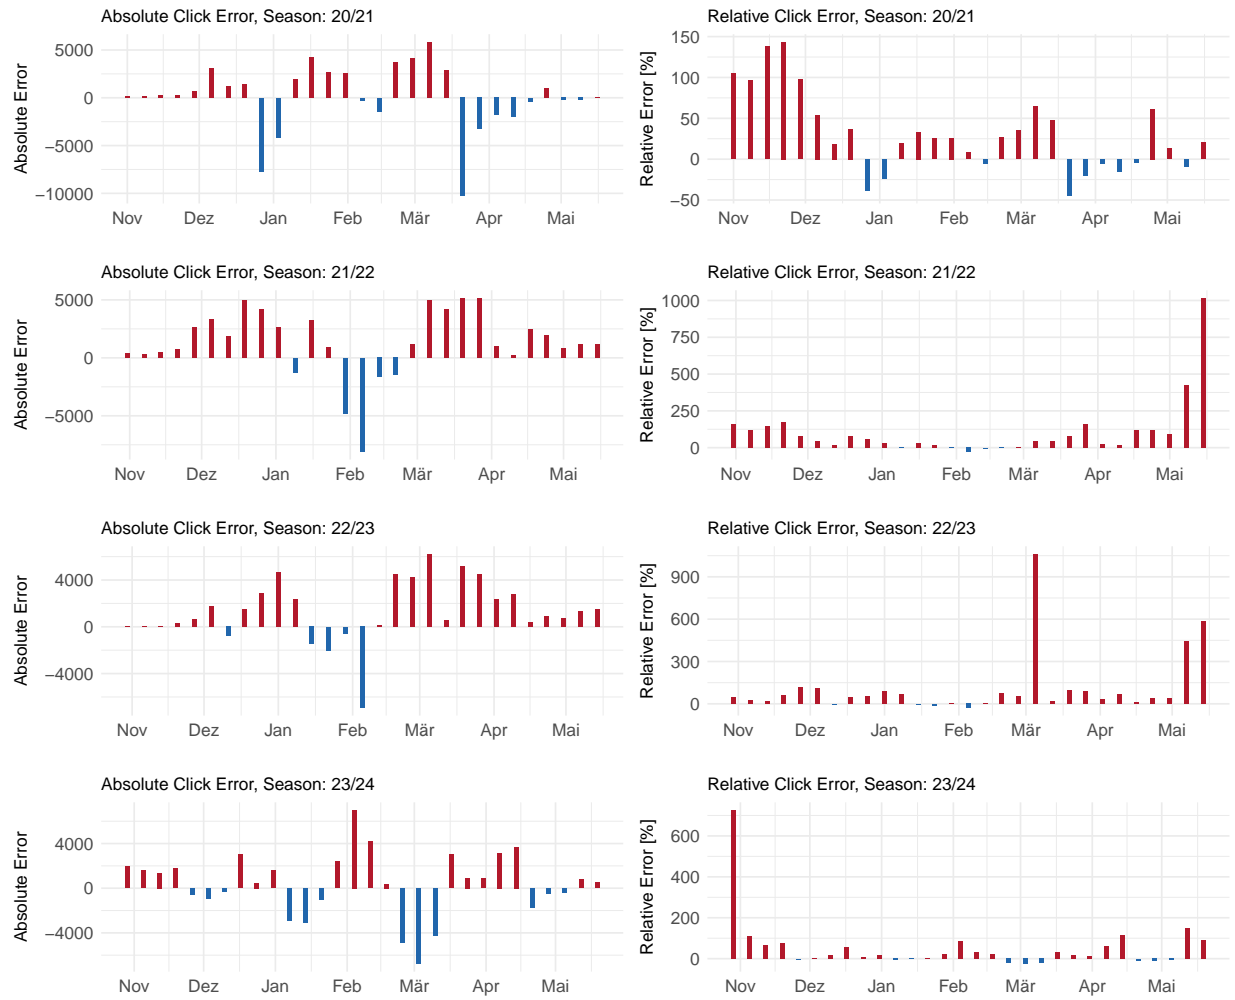 Absolute Click Error, Season: 20/21
Absolute Error
5000
0
−5000
−10000
Nov Dez Jan Feb Mär Apr Mai
Relative Click Error, Season: 20/21
Relative Error [%]
150
100
50
0
−50
Nov Dez Jan Feb Mär Apr Mai
Absolute Click Error, Season: 21/22
Absolute Error
5000
0
−5000
Nov Dez Jan Feb Mär Apr Mai
Relative Click Error, Season: 21/22
Relative Error [%]
1000
750
500
250
0
Nov Dez Jan Feb Mär Apr Mai
Absolute Click Error, Season: 22/23
Absolute Error
4000
0
−4000
Nov Dez Jan Feb Mär Apr Mai
Relative Click Error, Season: 22/23
Relative Error [%]
900
600
300
0
Nov Dez Jan Feb Mär Apr Mai
Absolute Click Error, Season: 23/24
Absolute Error
4000
0
−4000
Nov Dez Jan Feb Mär Apr Mai
Relative Click Error, Season: 23/24
Relative Error [%]
600
400
200
0
Nov Dez Jan Feb Mär Apr Mai